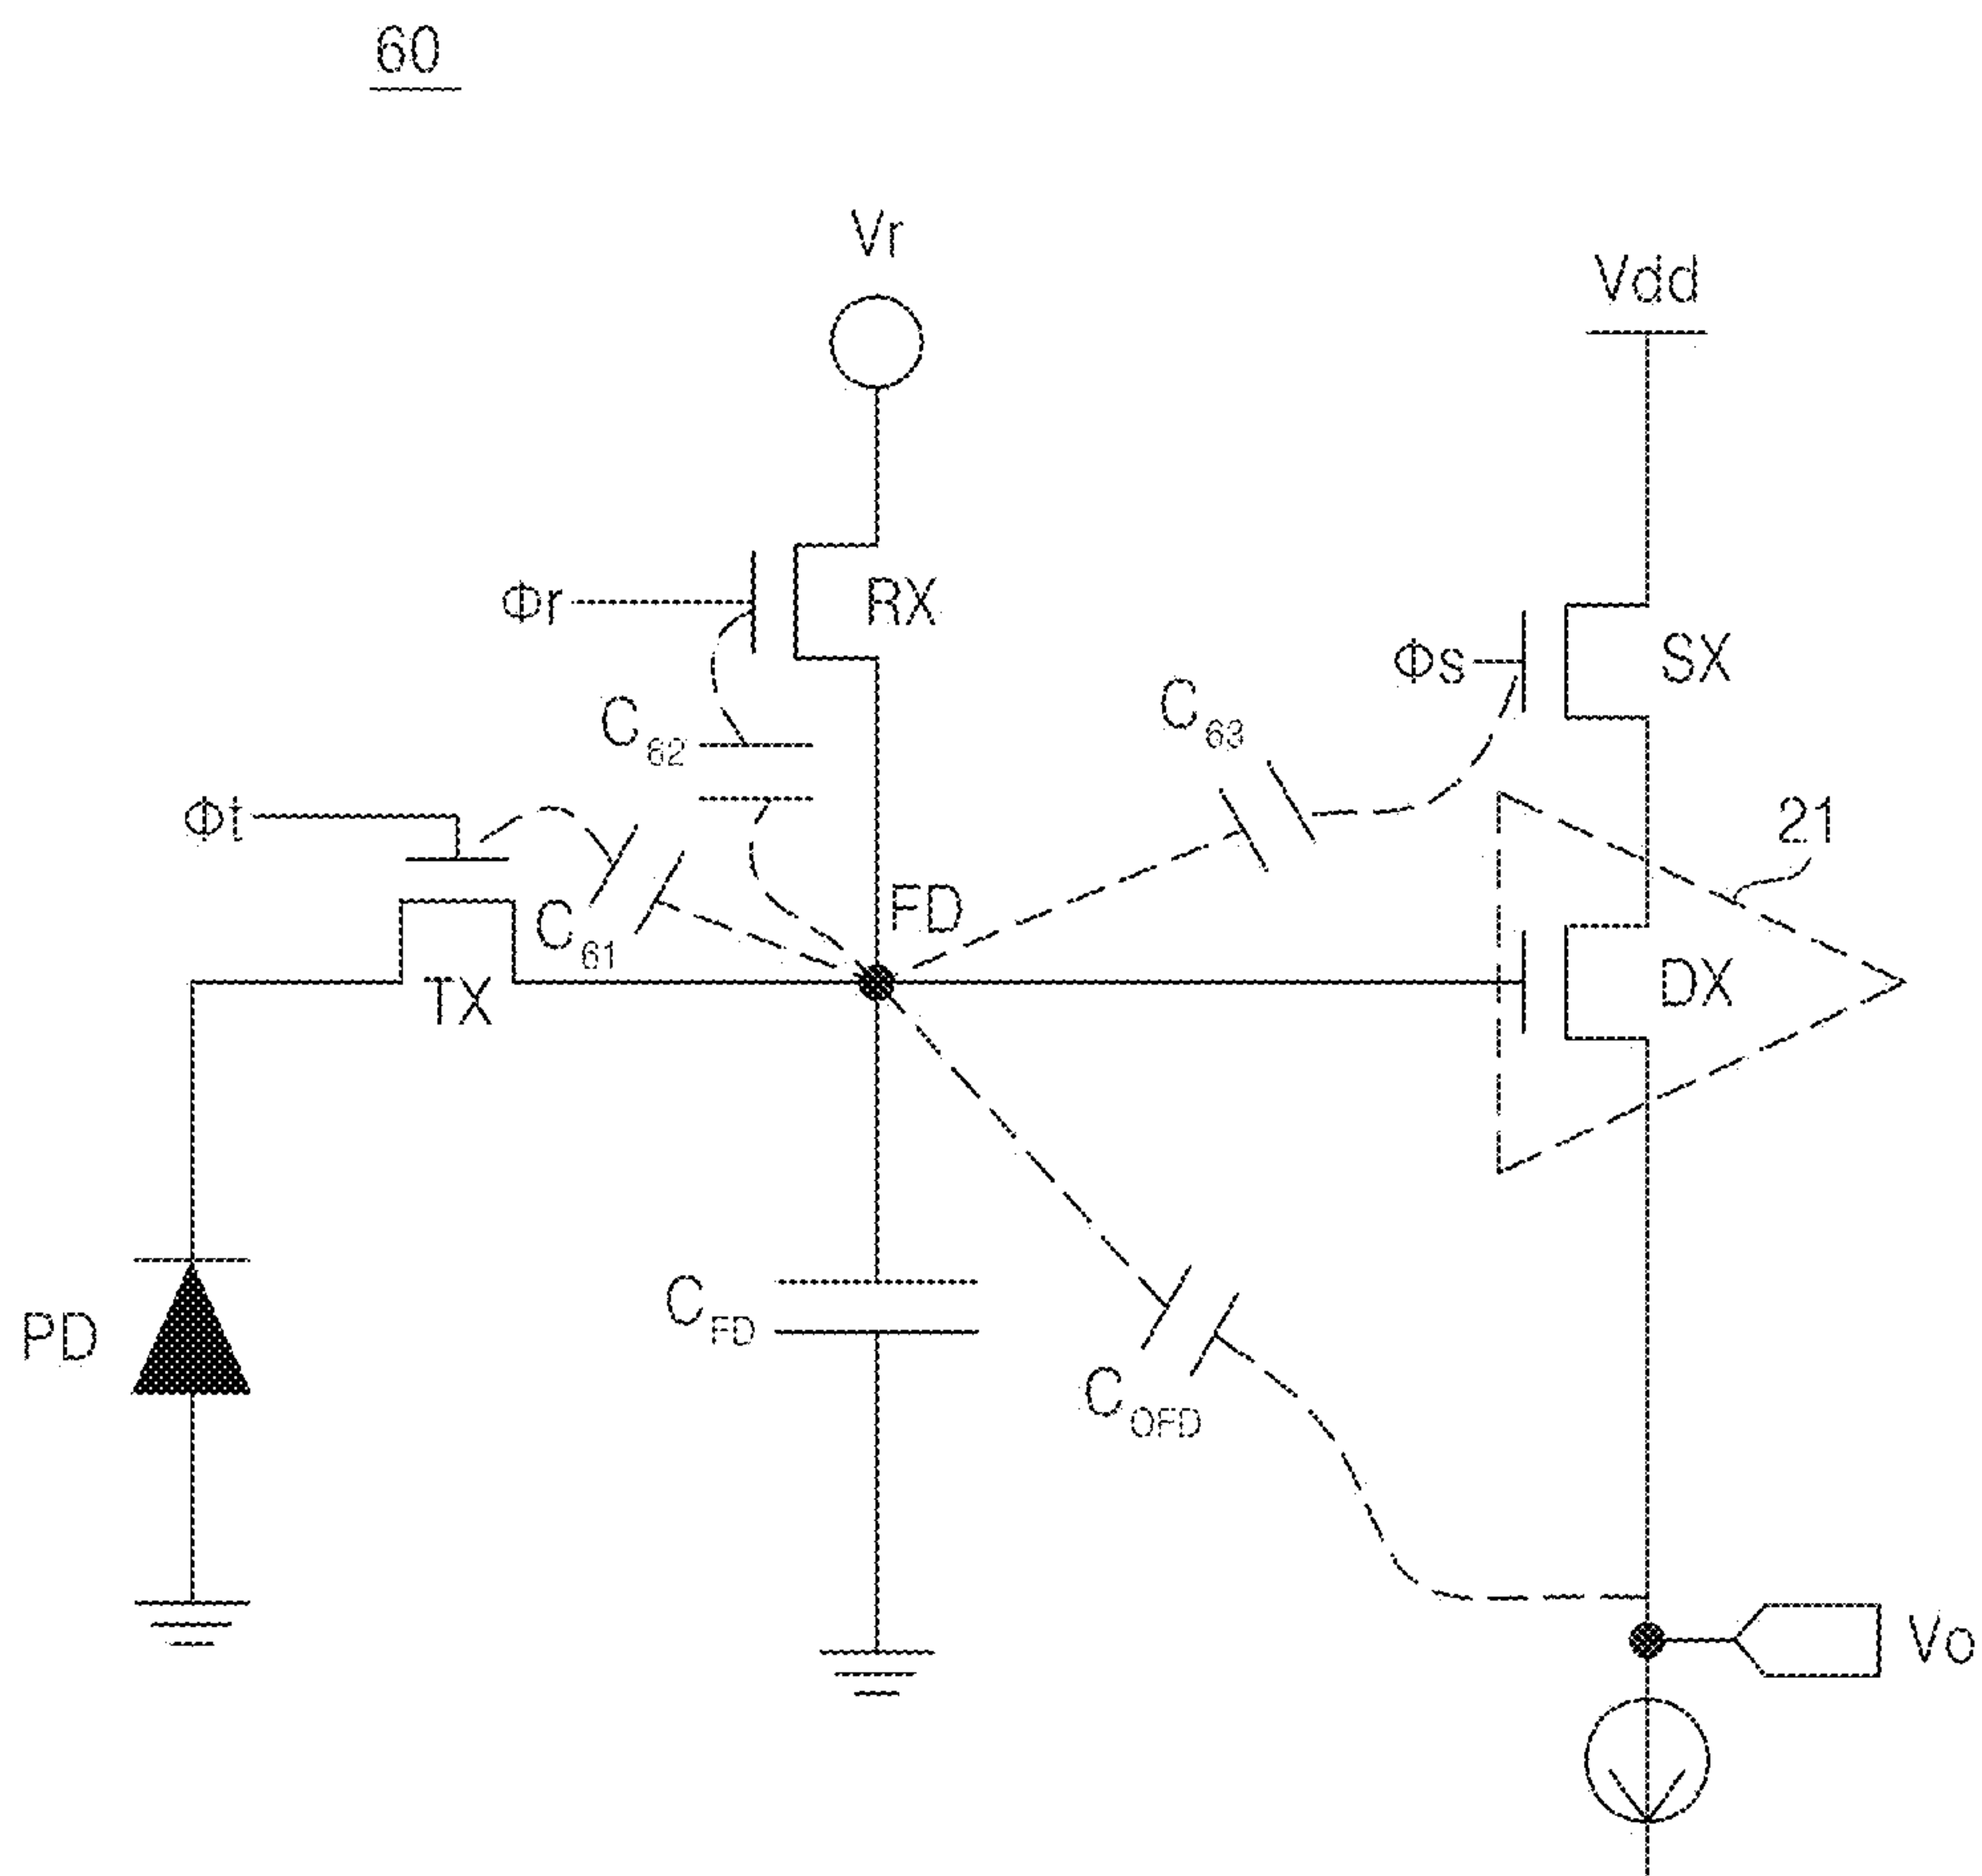 60
Vr
Vdd
Φr
RX
Φs
SX
C62
C63
Φt
21
FD
C61
TX
DX
PD
CFD
COFD
Vo